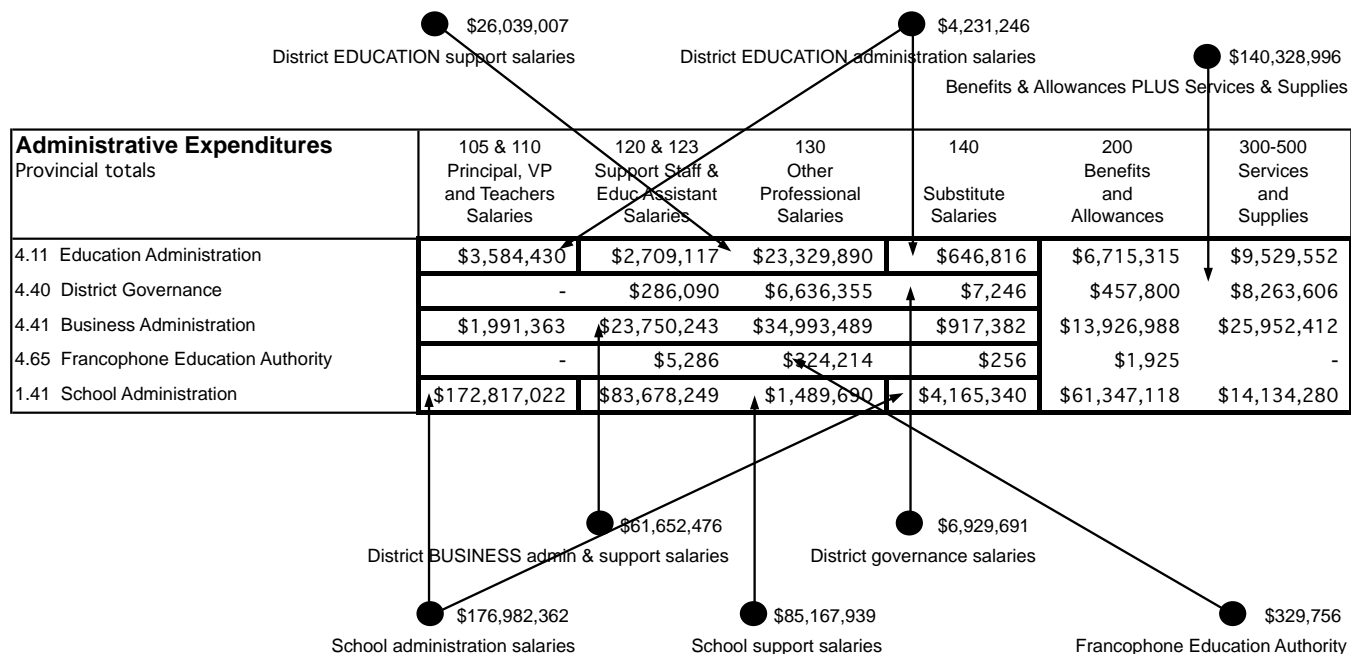 $26,039,007 $4,231,246
District EDUCATION support salaries District EDUCATION administration salaries
$140,328,996
Benefits & Allowances PLUS Services & Supplies
Administrative Expenditures 105 & 110 120 & 123 130 140 200 300-500
Provincial totals Principal, VP Support Staff & Other Benefits Services
and Teachers Educ Assistant Professional Substitute and and
Salaries Salaries Salaries Salaries Allowances Supplies
4.11 Education Administration $3,584,430 $2,709,117 $23,329,890 $646,816 $6,715,315 $9,529,552
4.40 District Governance - $286,090 $6,636,355 $7,246 $457,800 $8,263,606
4.41 Business Administration $1,991,363 $23,750,243 $34,993,489 $917,382 $13,926,988 $25,952,412
4.65 Francophone Education Authority - $5,286 $324,214 $256 $1,925 -
1.41 School Administration $172,817,022 $83,678,249 $1,489,690 $4,165,340 $61,347,118 $14,134,280
$61,652,476 $6,929,691
District BUSINESS admin & support salaries District governance salaries
$176,982,362 $85,167,939 $329,756
School administration salaries School support salaries Francophone Education Authority